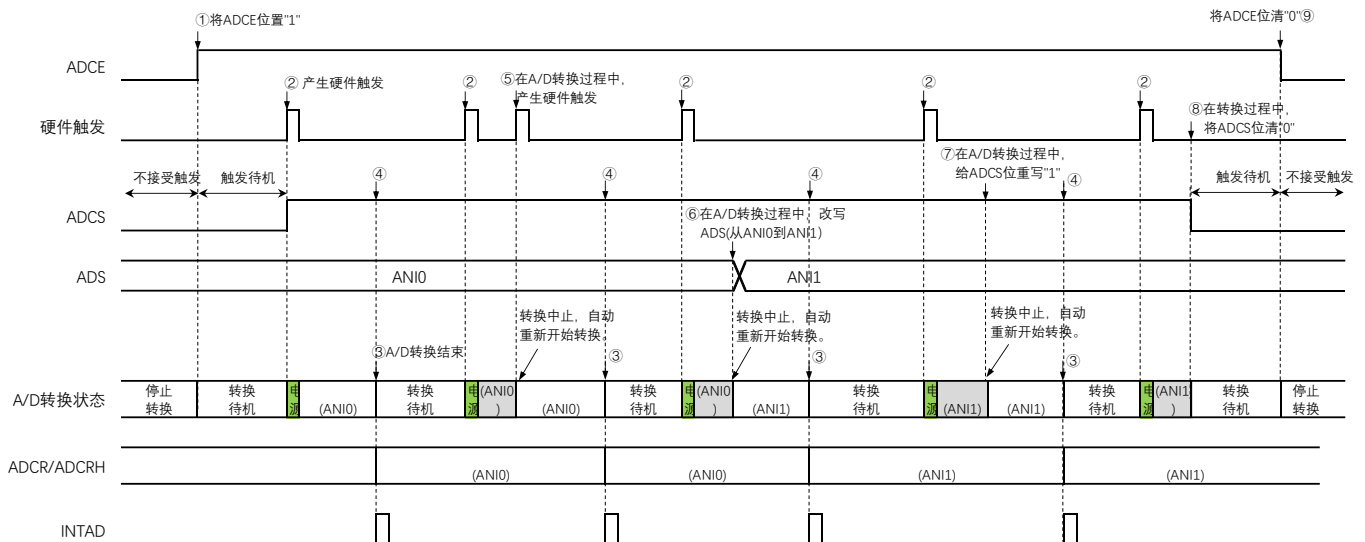 ①将ADCE位置"1"
将ADCE位清"0"⑨
ADCE
② 产生硬件触发
②
⑤在A/D转换过程中,
产生硬件触发
②
②
②
⑧在转换过程中,
将ADCS位清"0"
硬件触发
不接受触发
触发待机
④
④
④
⑦在A/D转换过程中,
给ADCS位重写"1"
④
触发待机
不接受触发
ADCS
⑥在A/D转换过程中, 改写
ADS(从ANI0到ANI1)
ADS
ANI0
ANI1
转换中止, 自动
重新开始转换。
转换中止, 自动
重新开始转换。
转换中止, 自动
重新开始转换。
③A/D转换结束
③
③
③
A/D转换状态
停止
转换
转换
待机
电
源
(ANI0)
转换
待机
电
源
(ANI0
)
(ANI0)
转换
待机
电
源
(ANI0
)
(ANI1)
转换
待机
电
源
(ANI1)
(ANI1)
转换
待机
电
源
(ANI1
)
转换
待机
停止
转换
ADCR/ADCRH
(ANI0)
(ANI0)
(ANI1)
(ANI1)
INTAD